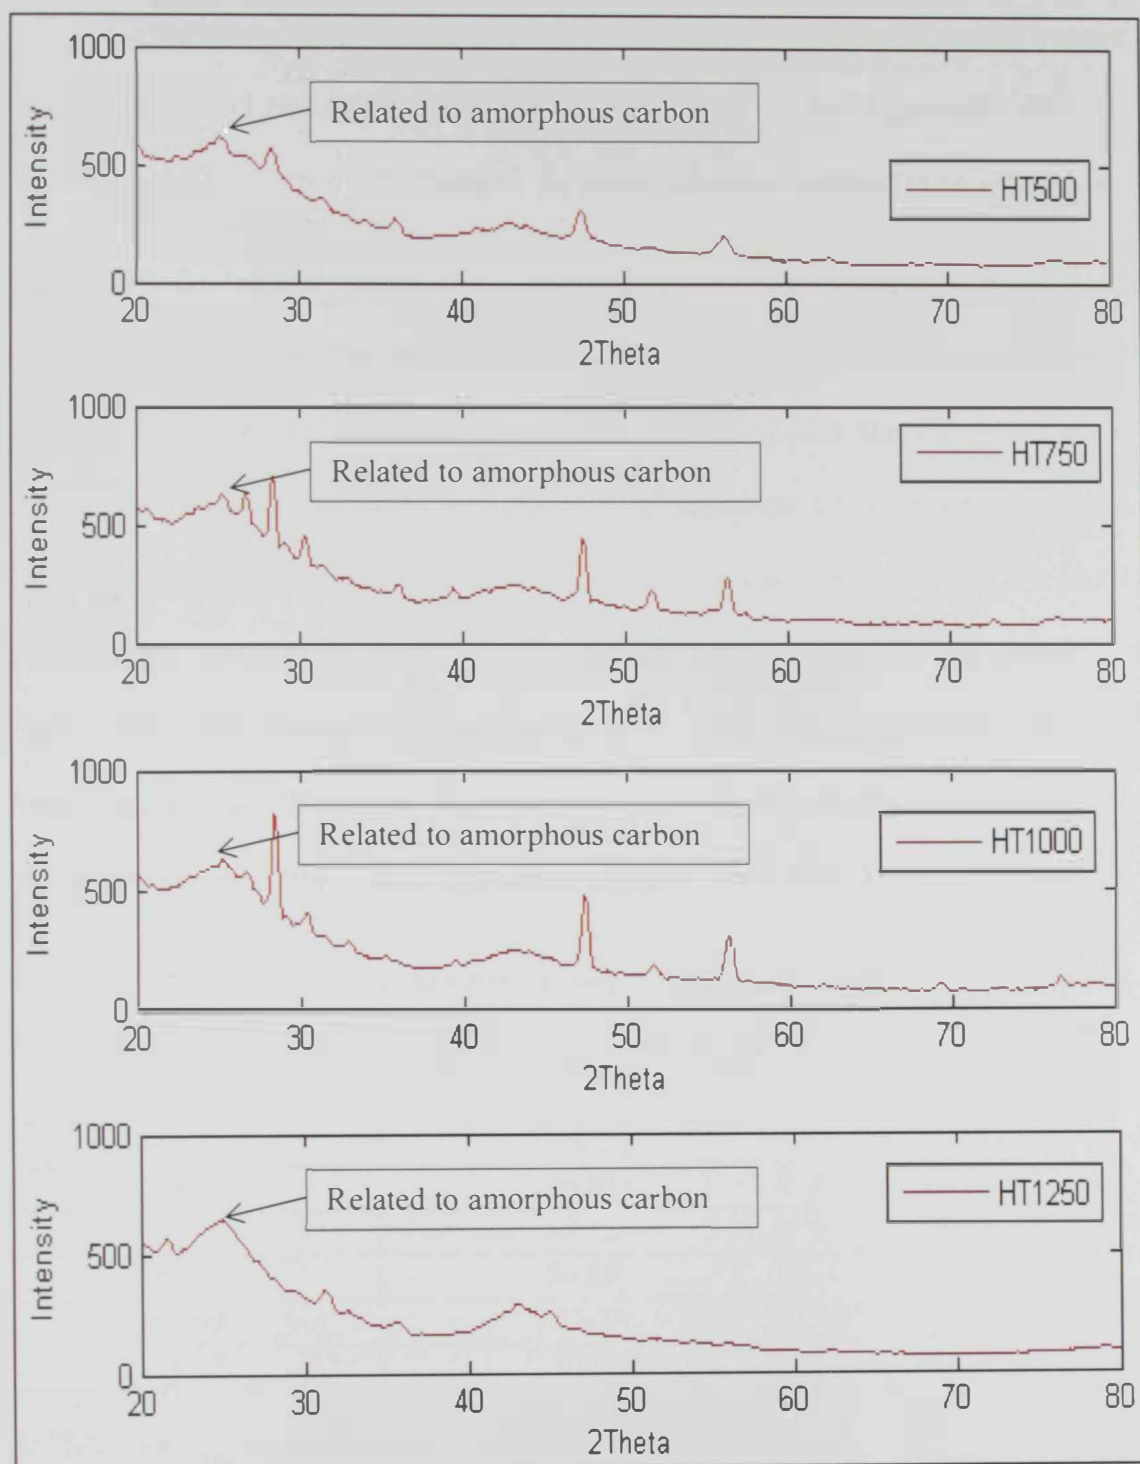 1000
Related to amorphous carbon
500
HT500
Intensity
0
20 30 40 50 60 70 80
2Theta
1000
HT750
Related to amorphous carbon
500
Intensity
0
20 30 40 50 60 70 80
2Theta
1000
Related to amorphous carbon
HT1000
500
Intensity
0
20 30 40 50 60 70 80
2Theta
1000
Related to amorphous carbon
HT1250
500
Intensity
0
20 30 40 50 60 70 80
2Theta